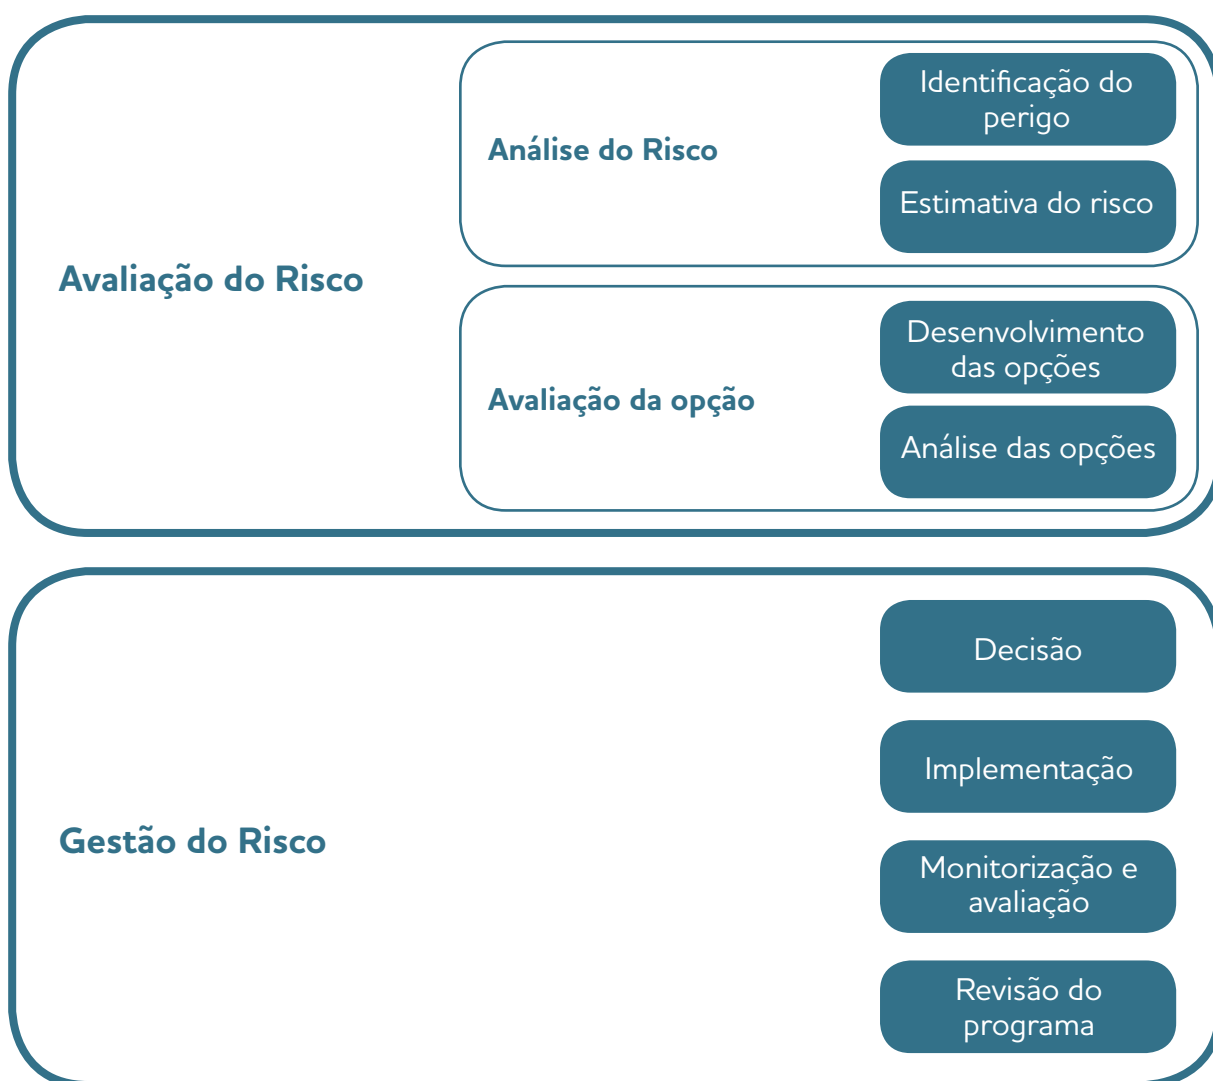 Avaliação do Risco
Análise do Risco
Identificação do
perigo
Estimativa do risco
Avaliação da opção
Desenvolvimento
das opções
Análise das opções
Gestão do Risco
Decisão
Implementação
Monitorização e
avaliação
Revisão do
programa